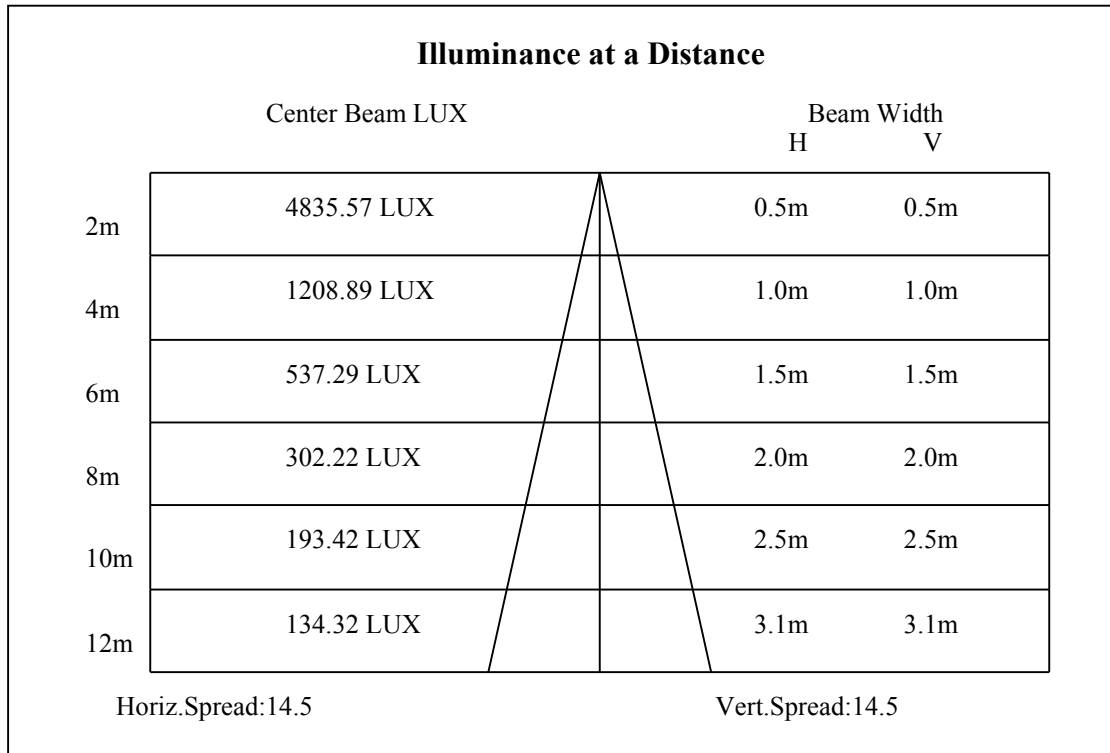 Illuminance at a Distance
Center Beam LUX Beam Width
H V
2m 4835.57 LUX 0.5m 0.5m
4m 1208.89 LUX 1.0m 1.0m
6m 537.29 LUX 1.5m 1.5m
8m 302.22 LUX 2.0m 2.0m
10m 193.42 LUX 2.5m 2.5m
12m 134.32 LUX 3.1m 3.1m
Horiz.Spread:14.5 Vert.Spread:14.5